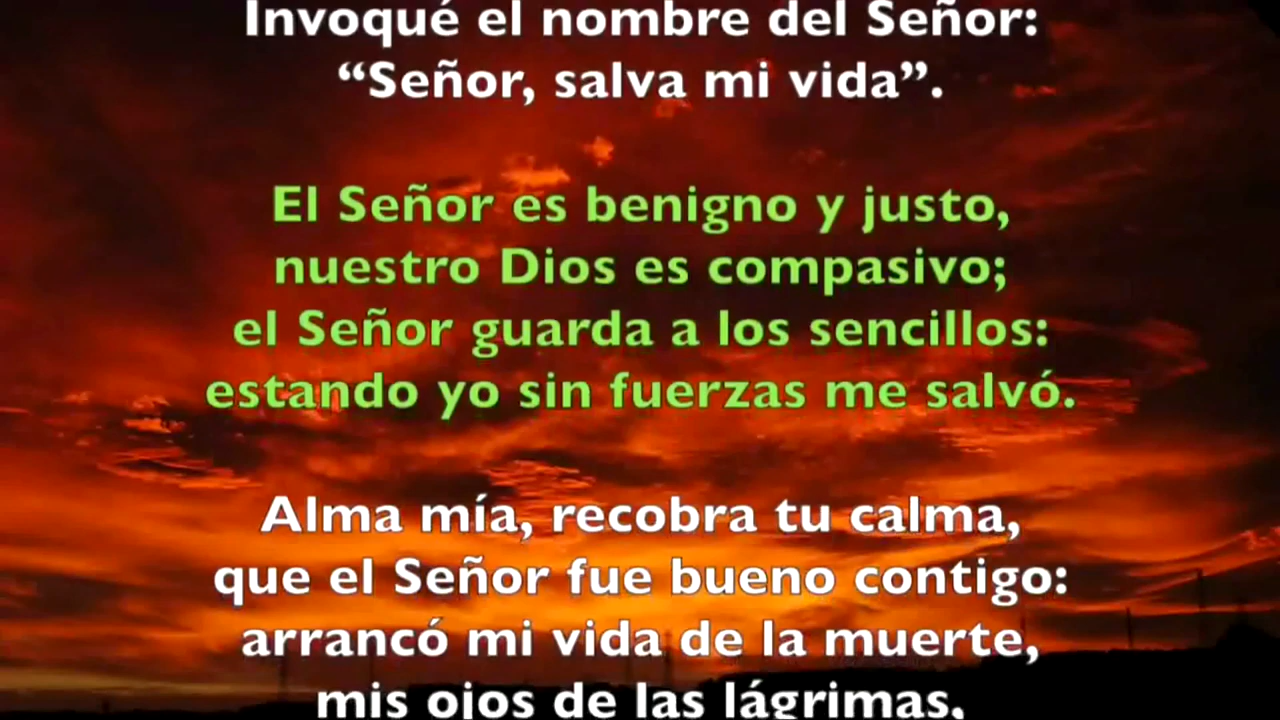 Invoqué el nombre del Señor:
“Señor, salva mi vida”.
El Señor es benigno y justo,
nuestro Dios es compasivo;
el Señor guarda a los sencillos:
estando yo sin fuerzas me salvó.
Alma mía, recobra tu calma,
que el Señor fue bueno contigo:
arrancó mi vida de la muerte,
mis ojos de las lágrimas,